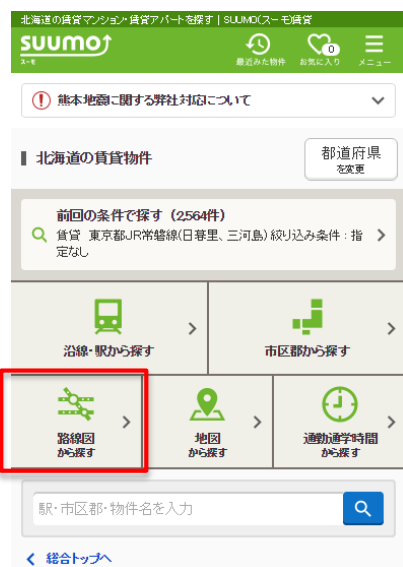 北海道の賃貸マンション・賃貸アパートを探す | SUUMO(スーモ)賃貸
suumo
スーモ
最近みた物件
0
お気に入り
メニュー
熊本地震に関する弊社対応について
北海道の賃貸物件
都道府県
を変更
前回の条件で探す (2,564件)
賃貸 東京都JR常磐線(日暮里、三河島) 絞り込み条件:指
定なし
沿線・駅から探す
市区郡から探す
路線図
から探す
地図
から探す
通勤通学時間
から探す
駅・市区郡・物件名を入力
総合トップへ